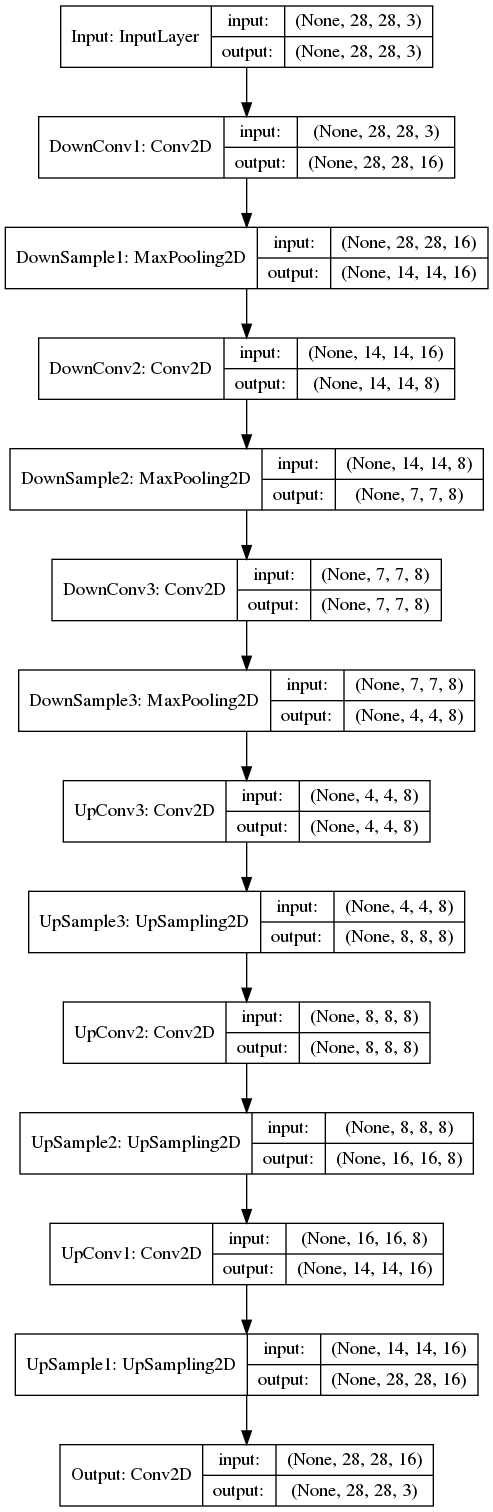 Input: InputLayer
input: (None, 28, 28, 3)
output: (None, 28, 28, 3)
DownConv1: Conv2D
input: (None, 28, 28, 3)
output: (None, 28, 28, 16)
DownSample1: MaxPooling2D
input: (None, 28, 28, 16)
output: (None, 14, 14, 16)
DownConv2: Conv2D
input: (None, 14, 14, 16)
output: (None, 14, 14, 8)
DownSample2: MaxPooling2D
input: (None, 14, 14, 8)
output: (None, 7, 7, 8)
DownConv3: Conv2D
input: (None, 7, 7, 8)
output: (None, 7, 7, 8)
DownSample3: MaxPooling2D
input: (None, 7, 7, 8)
output: (None, 4, 4, 8)
UpConv3: Conv2D
input: (None, 4, 4, 8)
output: (None, 4, 4, 8)
UpSample3: UpSampling2D
input: (None, 4, 4, 8)
output: (None, 8, 8, 8)
UpConv2: Conv2D
input: (None, 8, 8, 8)
output: (None, 8, 8, 8)
UpSample2: UpSampling2D
input: (None, 8, 8, 8)
output: (None, 16, 16, 8)
UpConv1: Conv2D
input: (None, 16, 16, 8)
output: (None, 14, 14, 16)
UpSample1: UpSampling2D
input: (None, 14, 14, 16)
output: (None, 28, 28, 16)
Output: Conv2D
input: (None, 28, 28, 16)
output: (None, 28, 28, 3)